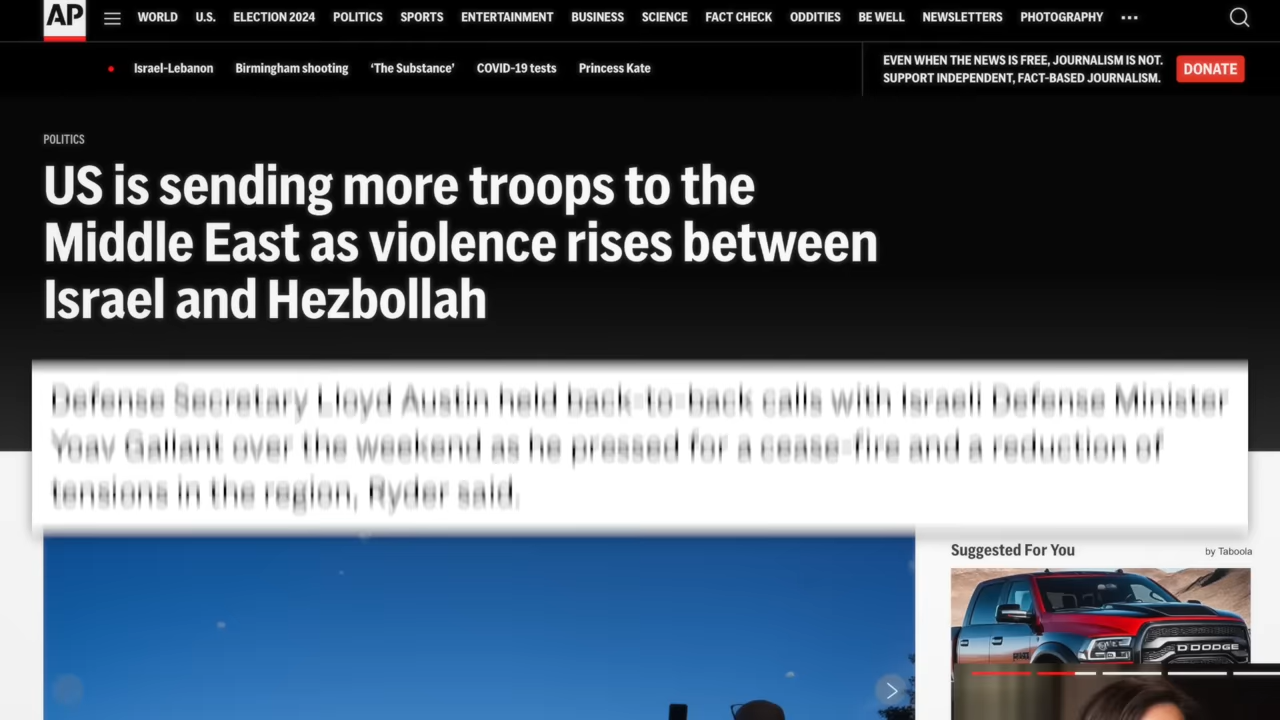 AP
WORLD U.S. ELECTION 2024 POLITICS SPORTS ENTERTAINMENT BUSINESS SCIENCE FACT CHECK ODDITIES BE WELL NEWSLETTERS PHOTOGRAPHY
Israel-Lebanon Birmingham shooting ‘The Substance’ COVID-19 tests Princess Kate
EVEN WHEN THE NEWS IS FREE, JOURNALISM IS NOT.
SUPPORT INDEPENDENT, FACT-BASED JOURNALISM.
DONATE
POLITICS
US is sending more troops to the
Middle East as violence rises between
Israel and Hezbollah
Defense Secretary Lloyd Austin held back-to-back calls with Israeli Defense Minister
Yoav Gallant over the weekend as he pressed for a cease-fire and a reduction of
tensions in the region, Ryder said.
Suggested For You
by Taboola
DODGE